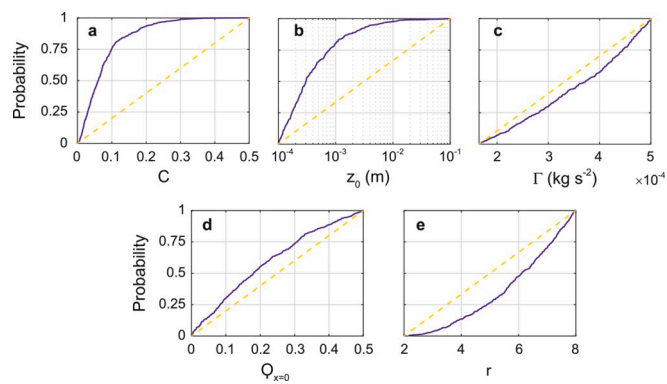 a b c
Probability
1
0.75
0.5
0.25
0
0 0.1 0.2 0.3 0.4 0.5
C
10-4 10-3 10-2 10-1
z0 (m)
2 3 4 5
×10-4
Γ (kg s-2)
d e
Probability
1
0.75
0.5
0.25
0
0 0.1 0.2 0.3 0.4 0.5
Qx=0
2 4 6 8
r